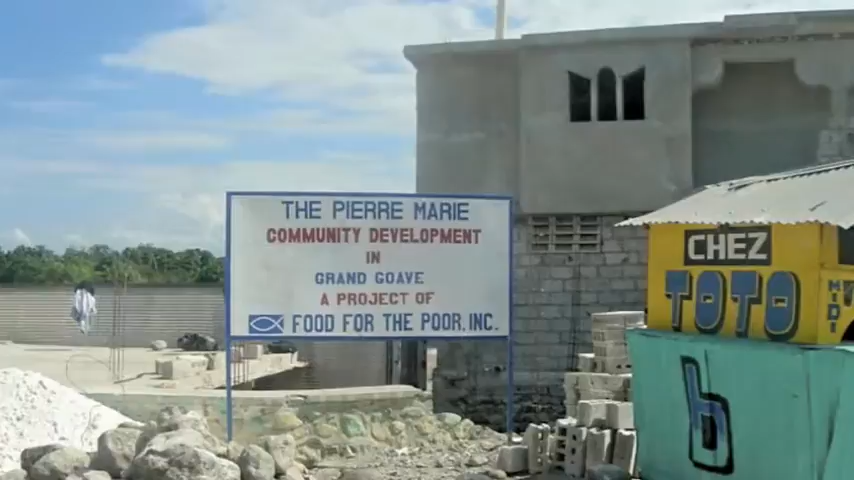 THE PIERRE MARIE
COMMUNITY DEVELOPMENT
IN
GRAND GOAVE
A PROJECT OF
FOOD FOR THE POOR, INC.
CHEZ
TOTO
MIDI
b